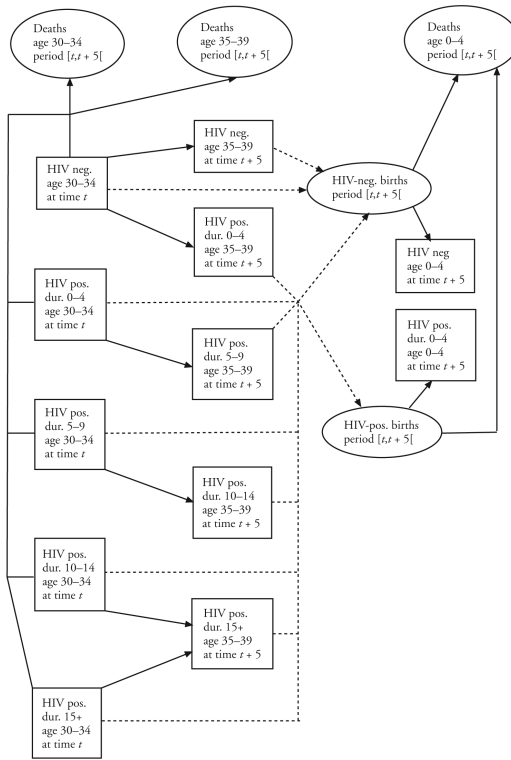 Deaths
age 30–34
period [t,t + 5[
Deaths
age 35–39
period [t,t + 5[
Deaths
age 0–4
period [t,t + 5[
HIV neg.
age 35–39
at time t + 5
HIV neg.
age 30–34
at time t
HIV-neg. births
period [t,t + 5[
HIV pos.
dur. 0–4
age 35–39
at time t + 5
HIV neg
age 0–4
at time t + 5
HIV pos.
dur. 0–4
age 30–34
at time t
HIV pos.
dur. 0–4
age 0–4
at time t + 5
HIV pos.
dur. 5–9
age 35–39
at time t + 5
HIV pos.
dur. 5–9
age 30–34
at time t
HIV-pos. births
period [t,t + 5[
HIV pos.
dur. 10–14
age 35–39
at time t + 5
HIV pos.
dur. 10–14
age 30–34
at time t
HIV pos.
dur. 15+
age 35–39
at time t + 5
HIV pos.
dur. 15+
age 30–34
at time t